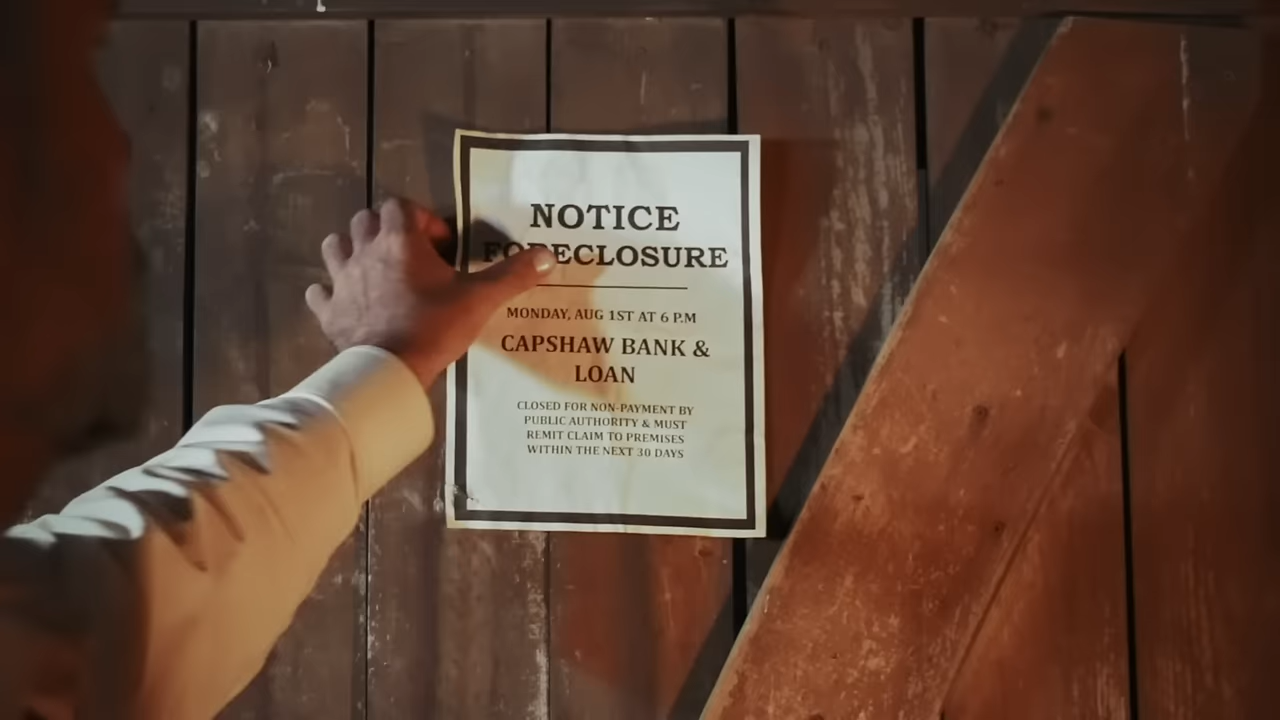 NOTICE
FORECLOSURE
MONDAY, AUG 1ST AT 6 P.M
CAPSHAW BANK &
LOAN
CLOSED FOR NON-PAYMENT BY
PUBLIC AUTHORITY & MUST
REMIT CLAIM TO PREMISES
WITHIN THE NEXT 30 DAYS